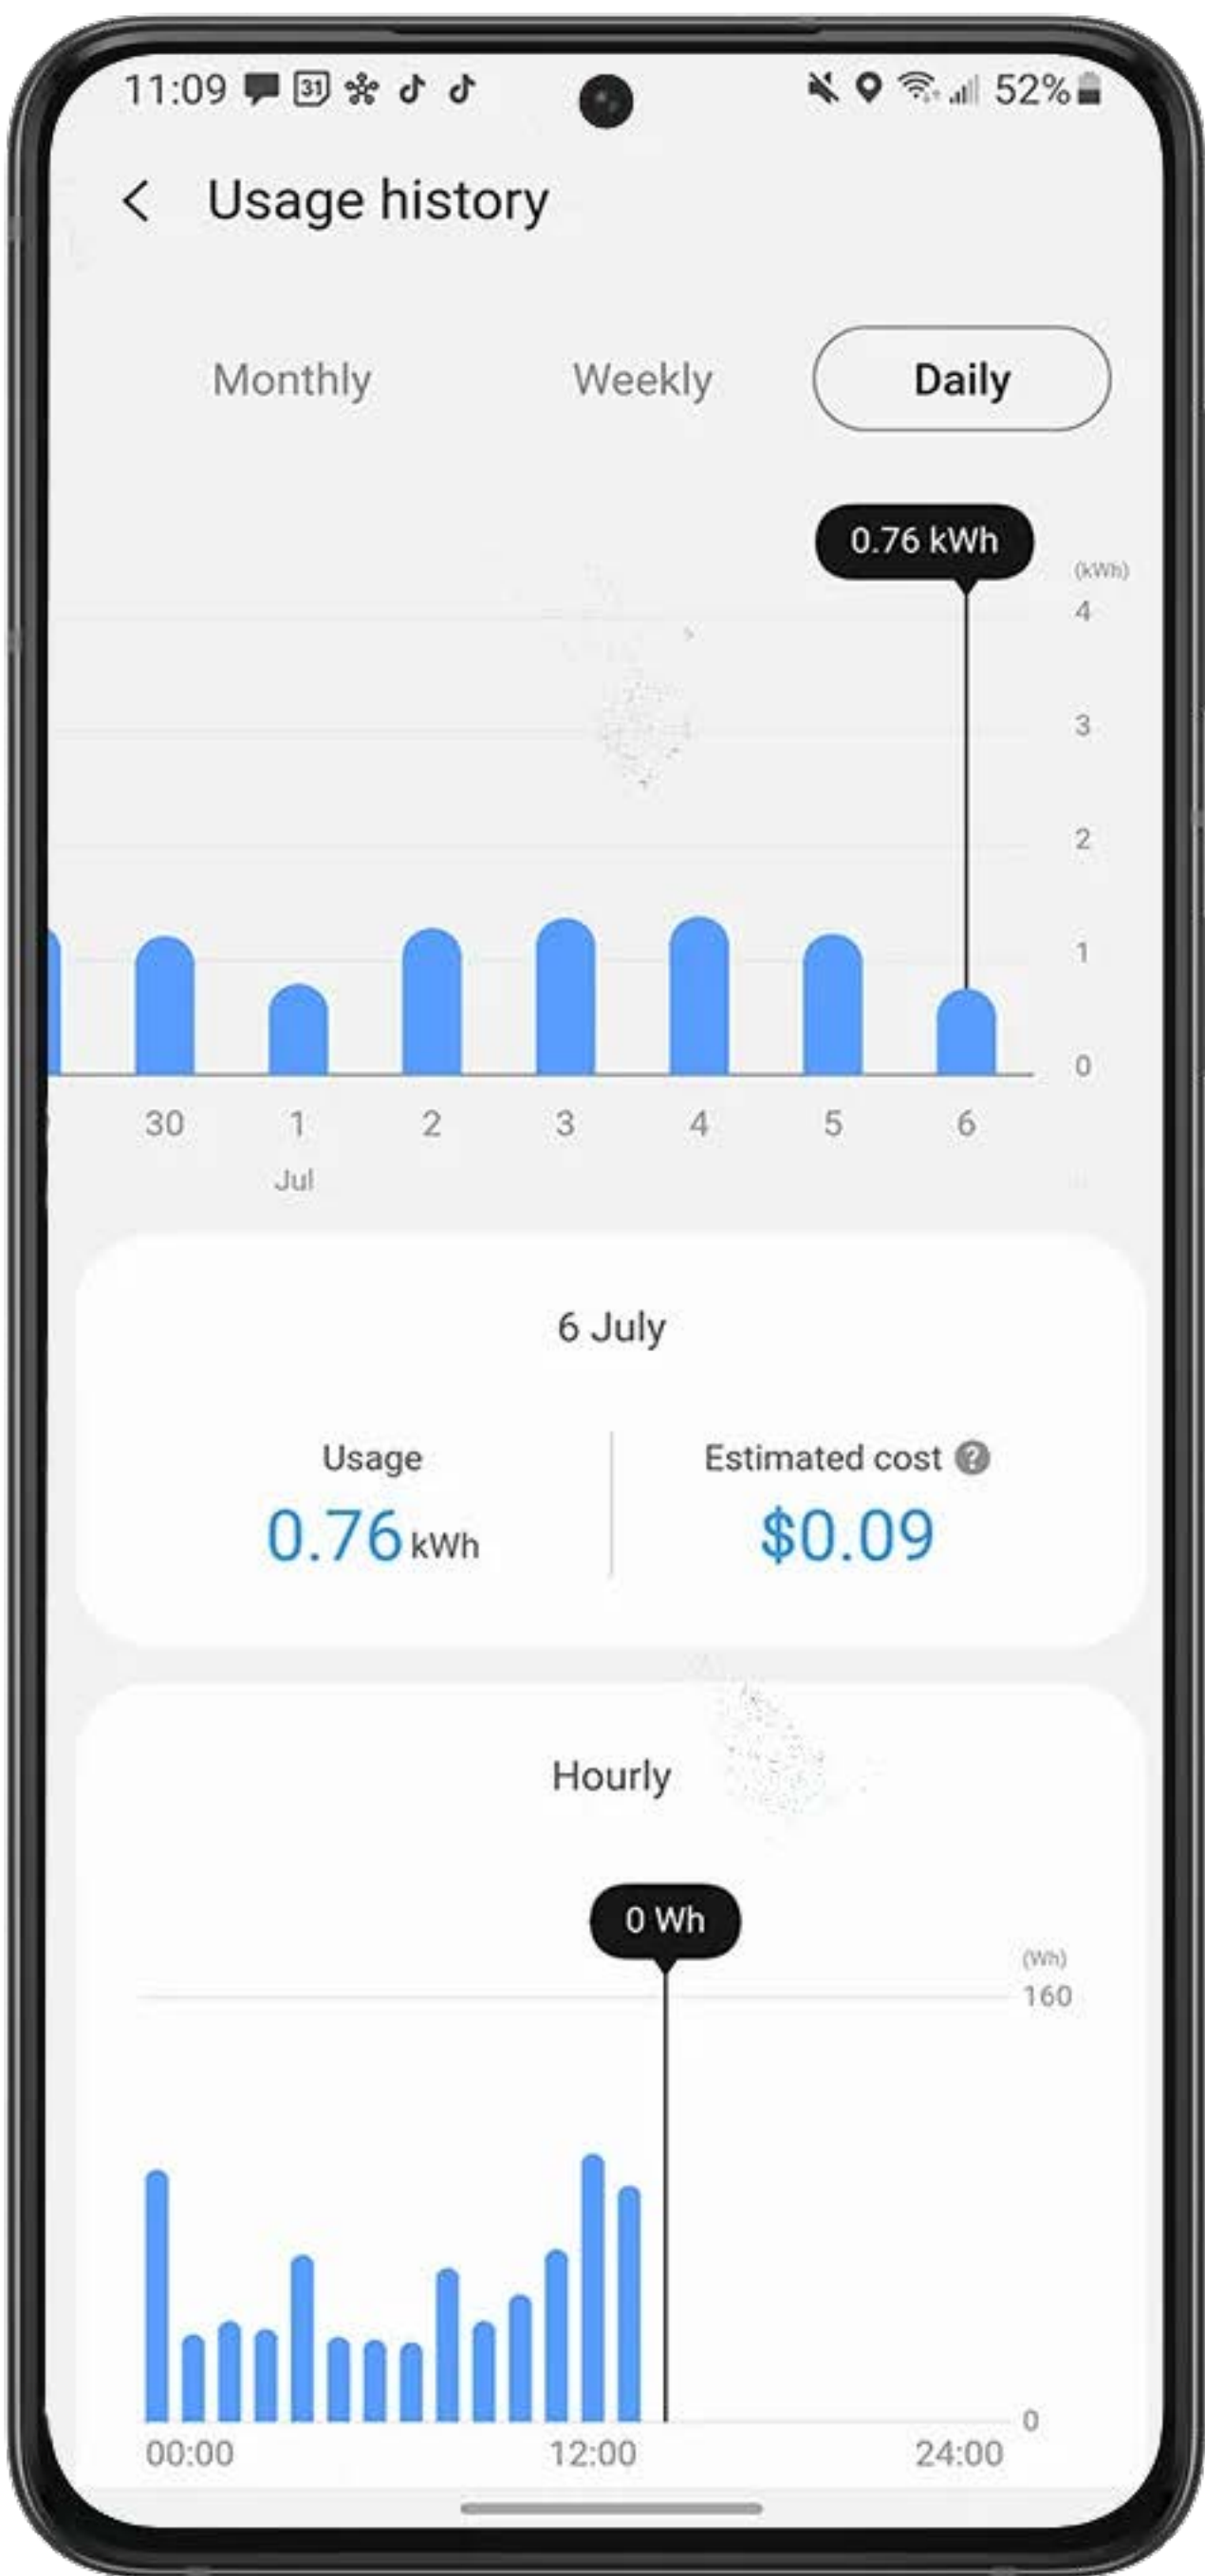 11:09 31 52%
Usage history
Monthly Weekly Daily
0.76 kWh
(kWh)
4
3
2
1
0
30 1 2 3 4 5 6
Jul
6 July
Usage Estimated cost ?
0.76 kWh $0.09
Hourly
0 Wh
(Wh)
160
0
00:00 12:00 24:00